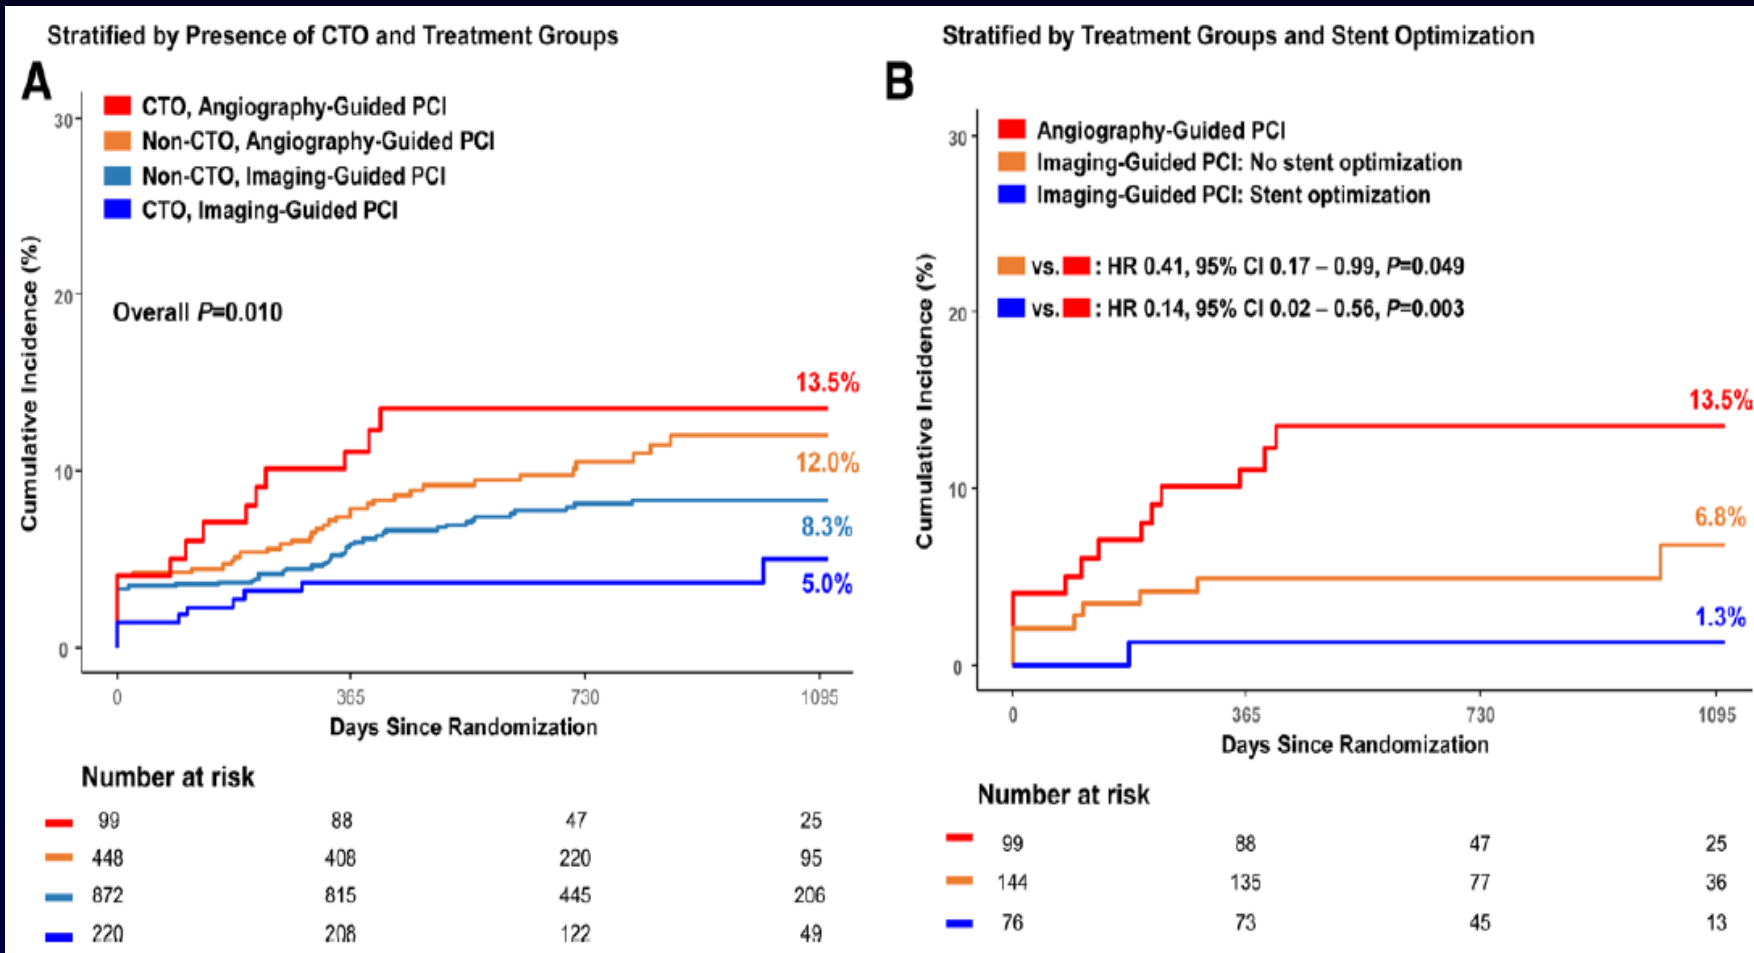 Stratified by Presence of CTO and Treatment Groups
A
CTO, Angiography-Guided PCI
Non-CTO, Angiography-Guided PCI
Non-CTO, Imaging-Guided PCI
CTO, Imaging-Guided PCI
Overall P=0.010
Cumulative Incidence (%)
30
20
10
0
13.5%
12.0%
8.3%
5.0%
0 365 730 1095
Days Since Randomization
Number at risk
99 88 47 25
448 408 220 95
872 815 445 206
220 208 122 49
Stratified by Treatment Groups and Stent Optimization
B
Angiography-Guided PCI
Imaging-Guided PCI: No stent optimization
Imaging-Guided PCI: Stent optimization
vs. : HR 0.41, 95% CI 0.17 – 0.99, P=0.049
vs. : HR 0.14, 95% CI 0.02 – 0.56, P=0.003
Cumulative Incidence (%)
30
20
10
0
13.5%
6.8%
1.3%
0 365 730 1095
Days Since Randomization
Number at risk
99 88 47 25
144 135 77 36
76 73 45 13